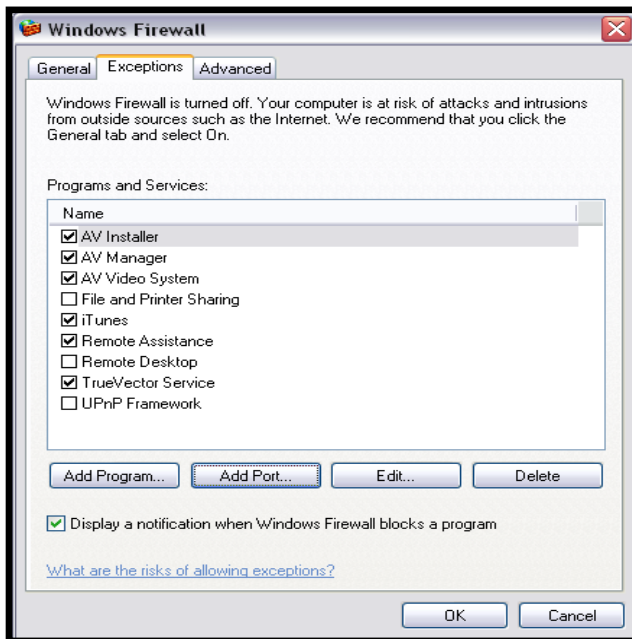 Windows Firewall
General Exceptions Advanced
Windows Firewall is turned off. Your computer is at risk of attacks and intrusions
from outside sources such as the Internet. We recommend that you click the
General tab and select On.
Programs and Services:
Name
AV Installer
AV Manager
AV Video System
File and Printer Sharing
iTunes
Remote Assistance
Remote Desktop
TrueVector Service
UPnP Framework
Add Program... Add Port... Edit... Delete
Display a notification when Windows Firewall blocks a program
What are the risks of allowing exceptions?
OK Cancel